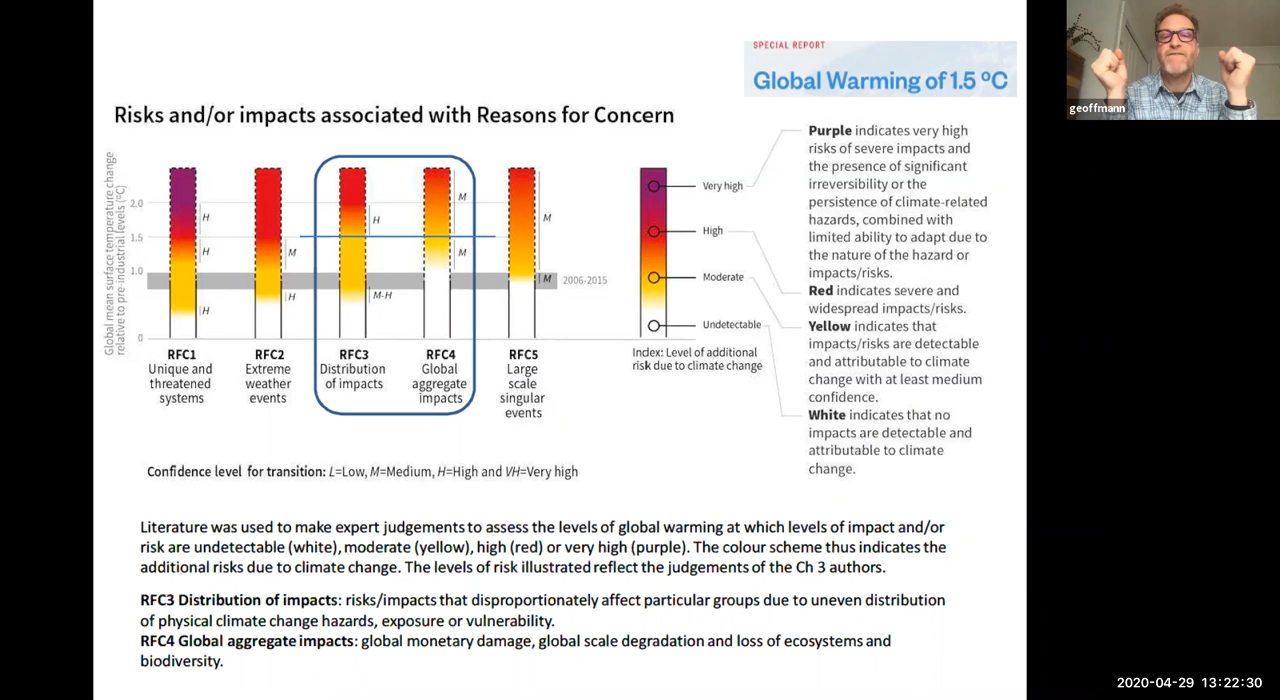 SPECIAL REPORT
Global Warming of 1.5 ºC
geoffmann
Risks and/or impacts associated with Reasons for Concern
Global mean surface temperature change
relative to pre-industrial levels (ºC)
2.0
1.5
1.0
0
H
H
H
M
H
H
M-H
M
M
M
M
2006-2015
RFC1
Unique and
threatened
systems
RFC2
Extreme
weather
events
RFC3
Distribution
of impacts
RFC4
Global
aggregate
impacts
RFC5
Large
scale
singular
events
Very high
High
Moderate
Undetectable
Index: Level of additional
risk due to climate change
Purple indicates very high
risks of severe impacts and
the presence of significant
irreversibility or the
persistence of climate-related
hazards, combined with
limited ability to adapt due to
the nature of the hazard or
impacts/risks.
Red indicates severe and
widespread impacts/risks.
Yellow indicates that
impacts/risks are detectable
and attributable to climate
change with at least medium
confidence.
White indicates that no
impacts are detectable and
attributable to climate
change.
Confidence level for transition: L=Low, M=Medium, H=High and VH=Very high
Literature was used to make expert judgements to assess the levels of global warming at which levels of impact and/or
risk are undetectable (white), moderate (yellow), high (red) or very high (purple). The colour scheme thus indicates the
additional risks due to climate change. The levels of risk illustrated reflect the judgements of the Ch 3 authors.
RFC3 Distribution of impacts: risks/impacts that disproportionately affect particular groups due to uneven distribution
of physical climate change hazards, exposure or vulnerability.
RFC4 Global aggregate impacts: global monetary damage, global scale degradation and loss of ecosystems and
biodiversity.
2020-04-29 13:22:30